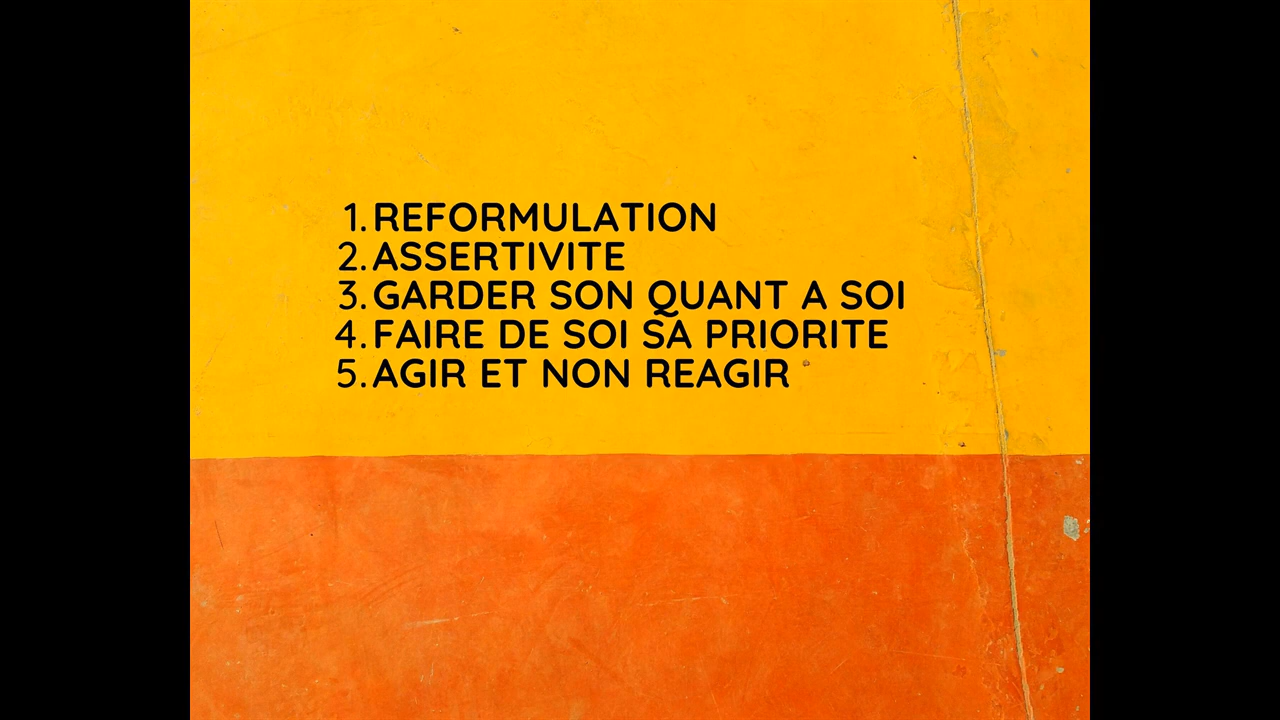 1. REFORMULATION
2. ASSERTIVITE
3. GARDER SON QUANT A SOI
4. FAIRE DE SOI SA PRIORITE
5. AGIR ET NON REAGIR